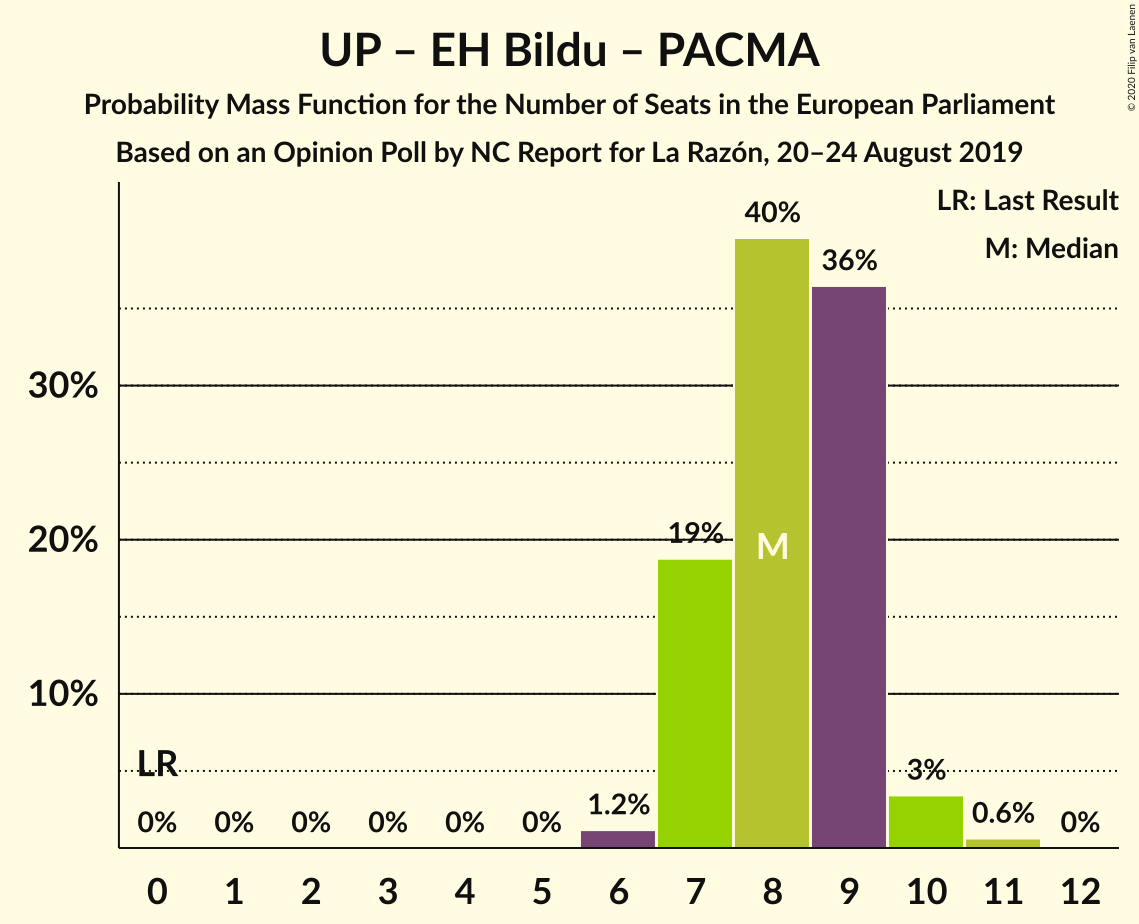 UP – EH Bildu – PACMA
Probability Mass Function for the Number of Seats in the European Parliament
Based on an Opinion Poll by NC Report for La Razón, 20–24 August 2019
© 2020 Filip van Laenen
LR: Last Result
M: Median
40%
36%
30%
20%
19%
M
10%
LR
3%
0%
0%
0%
0%
0%
0%
1.2%
0.6%
0%
0 1 2 3 4 5 6 7 8 9 10 11 12